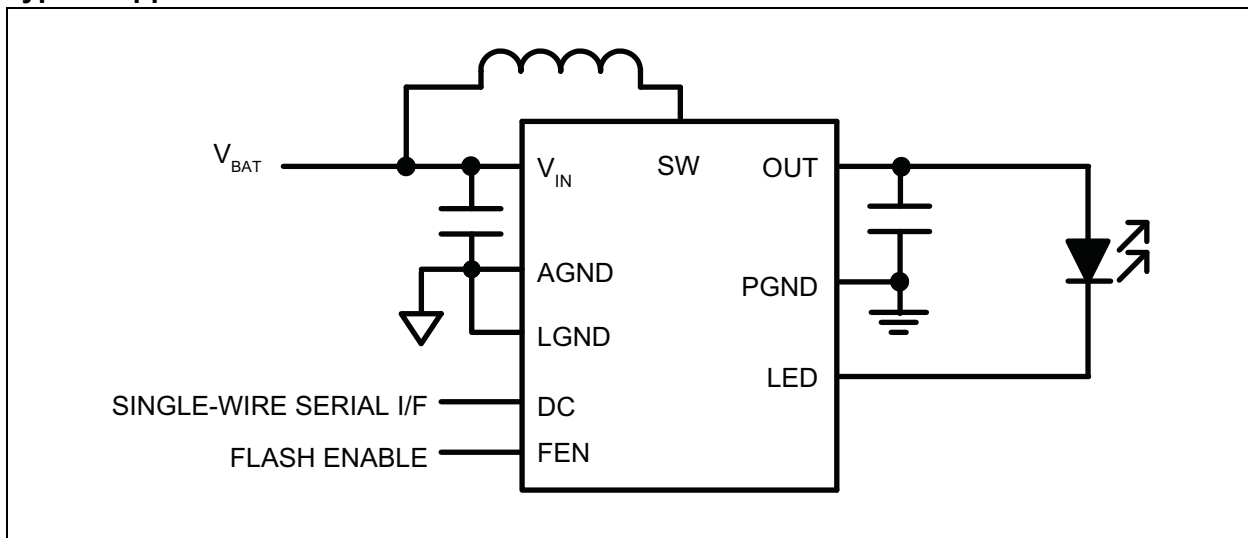 V_BAT
V_IN
SW
OUT
AGND
PGND
LGND
LED
SINGLE-WIRE SERIAL I/F
DC
FLASH ENABLE
FEN